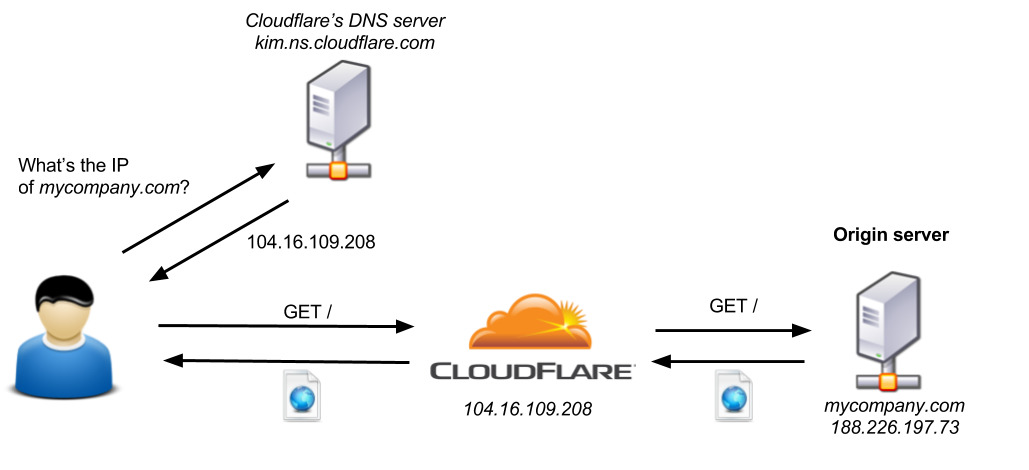 Cloudflare's DNS server
kim.ns.cloudflare.com
What's the IP
of mycompany.com?
104.16.109.208
Origin server
GET /
GET /
CLOUDFLARE
104.16.109.208
mycompany.com
188.226.197.73